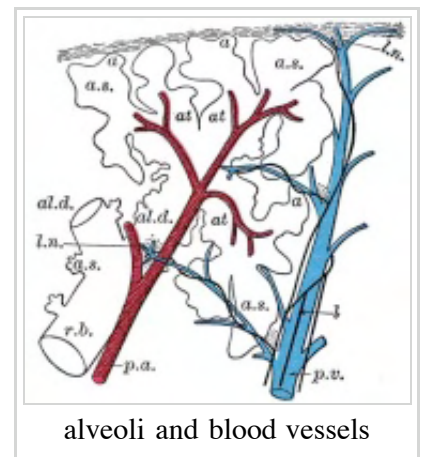 a
a
l.n.
a.s.
a.s.
at
at
al.d.
al.d.
at
a
l.n.
a.s.
a.s.
l
r.b.
p.a.
p.v.
alveoli and blood vessels